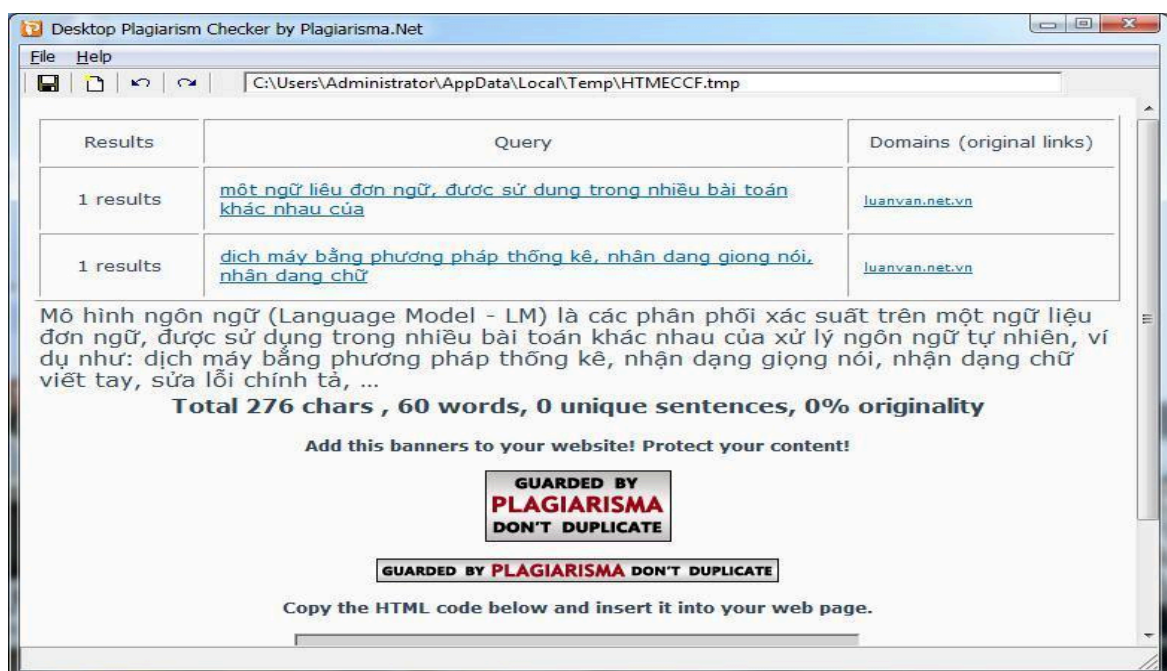 Desktop Plagiarism Checker by Plagiarisma.Net
File Help
C:\Users\Administrator\AppData\Local\Temp\HTMECCF.tmp
Results Query Domains (original links)
1 results một ngữ liệu đơn ngữ, được sử dụng trong nhiều bài toán
khác nhau của luanvan.net.vn
1 results dịch máy bằng phương pháp thống kê, nhận dạng giọng nói,
nhận dạng chữ luanvan.net.vn
Mô hình ngôn ngữ (Language Model - LM) là các phân phối xác suất trên một ngữ liệu
đơn ngữ, được sử dụng trong nhiều bài toán khác nhau của xử lý ngôn ngữ tự nhiên, ví
dụ như: dịch máy bằng phương pháp thống kê, nhận dạng giọng nói, nhận dạng chữ
viết tay, sửa lỗi chính tả, ...
Total 276 chars , 60 words, 0 unique sentences, 0% originality
Add this banners to your website! Protect your content!
GUARDED BY
PLAGIARISMA
DON'T DUPLICATE
GUARDED BY PLAGIARISMA DON'T DUPLICATE
Copy the HTML code below and insert it into your web page.